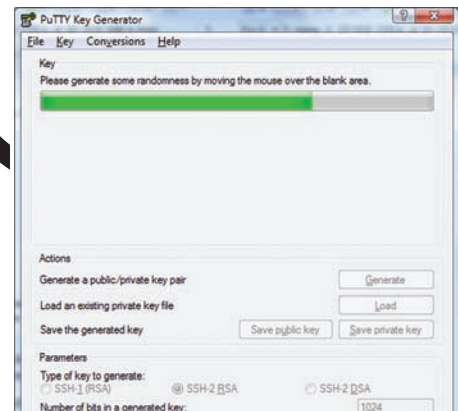 PuTTY Key Generator
File Key Conversions Help
Key
Please generate some randomness by moving the mouse over the blank area.
Actions
Generate a public/private key pair Generate
Load an existing private key file Load
Save the generated key Save public key Save private key
Parameters
Type of key to generate:
SSH-1 (RSA) SSH-2 RSA SSH-2 DSA
Number of bits in a generated key: 1024